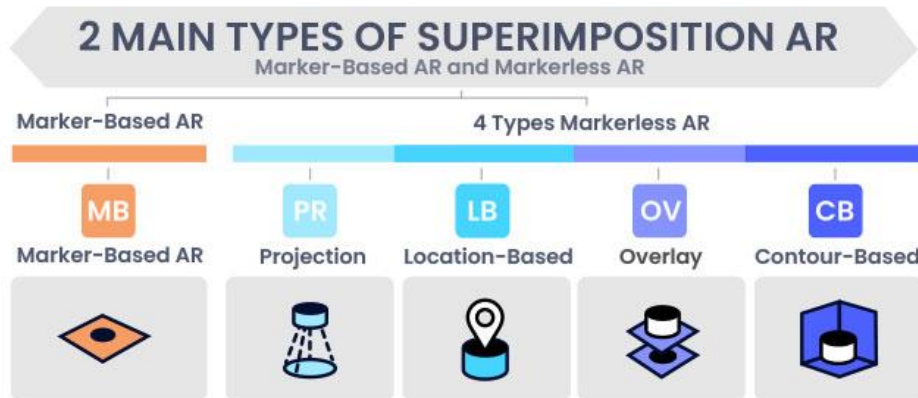 2 MAIN TYPES OF SUPERIMPOSITION AR
Marker-Based AR and Markerless AR
Marker-Based AR
4 Types Markerless AR
MB
PR
LB
OV
CB
Marker-Based AR
Projection
Location-Based
Overlay
Contour-Based